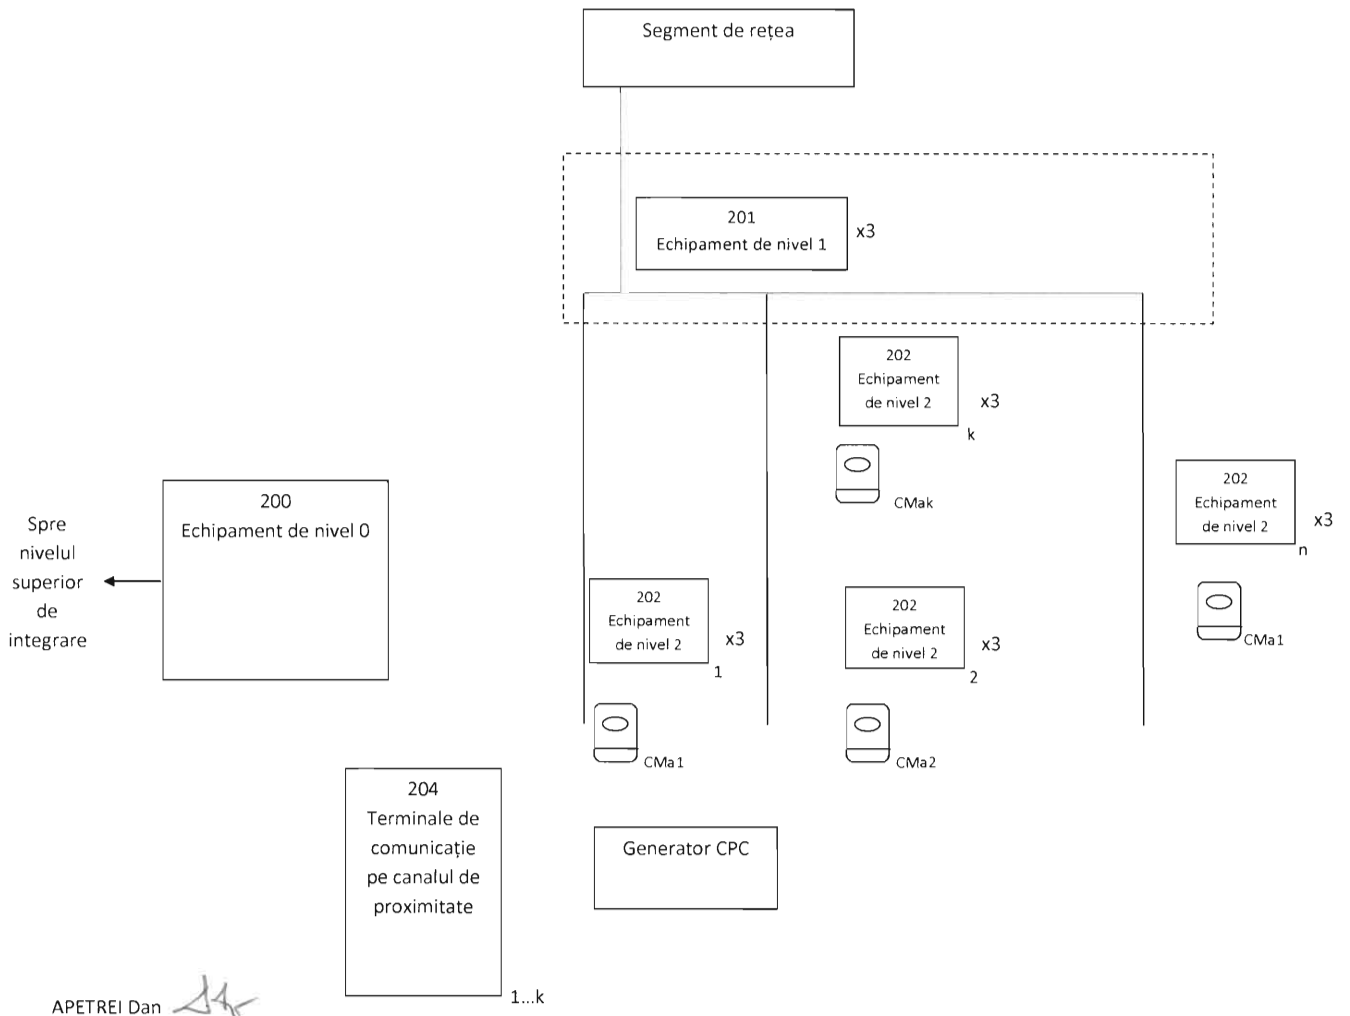 Segment de rețea
201
Echipament de nivel 1
x3
202
Echipament
de nivel 2
x3
k
CMak
202
Echipament
de nivel 2
x3
n
CMa1
200
Echipament de nivel 0
Spre
nivelul
superior
de
integrare
202
Echipament
de nivel 2
x3
1
CMa1
202
Echipament
de nivel 2
x3
2
CMa2
204
Terminale de
comunicație
pe canalul de
proximitate
1...k
Generator CPC
APETREI Dan